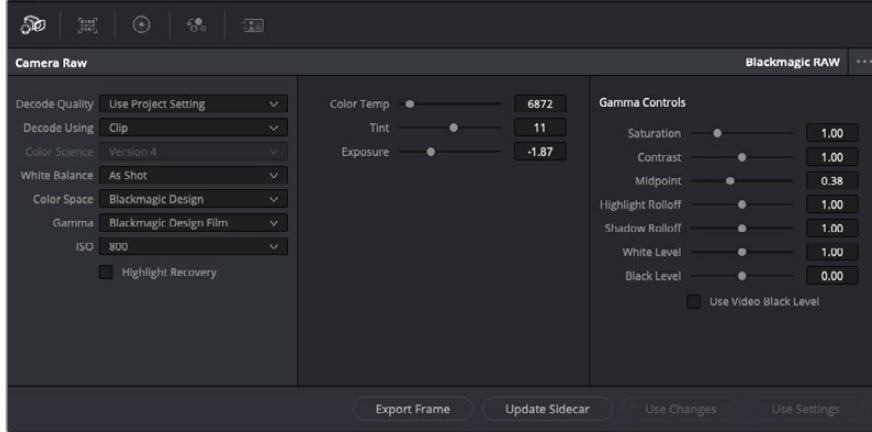 Camera Raw
Blackmagic RAW
Decode Quality Use Project Setting
Decode Using Clip
Color Science Version 4
White Balance As Shot
Color Space Blackmagic Design
Gamma Blackmagic Design Film
ISO 800
Highlight Recovery
Color Temp 6872
Tint 11
Exposure -1.87
Gamma Controls
Saturation 1.00
Contrast 1.00
Midpoint 0.38
Highlight Rolloff 1.00
Shadow Rolloff 1.00
White Level 1.00
Black Level 0.00
Use Video Black Level
Export Frame
Update Sidecar
Use Changes
Use Settings